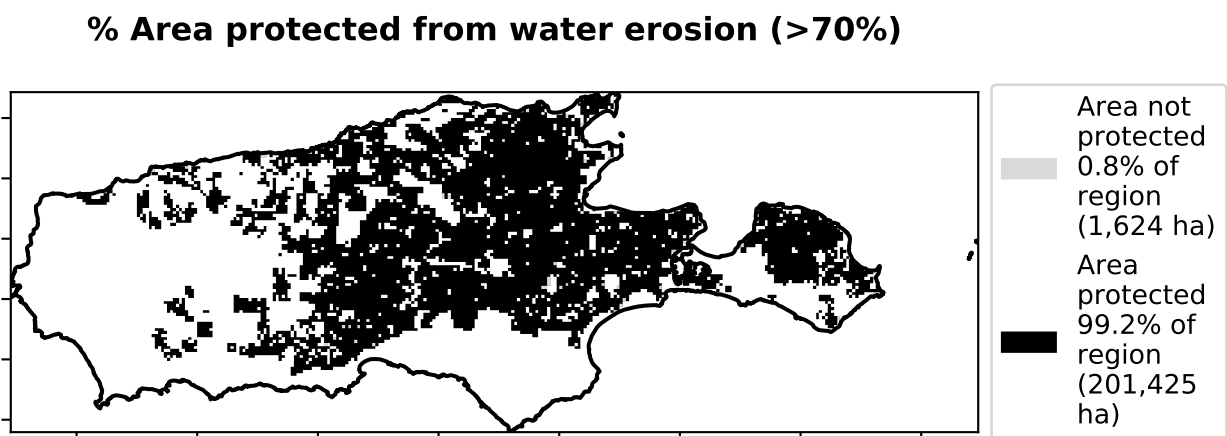 % Area protected from water erosion (>70%)
Area not
protected
0.8% of
region
(1,624 ha)
Area
protected
99.2% of
region
(201,425
ha)